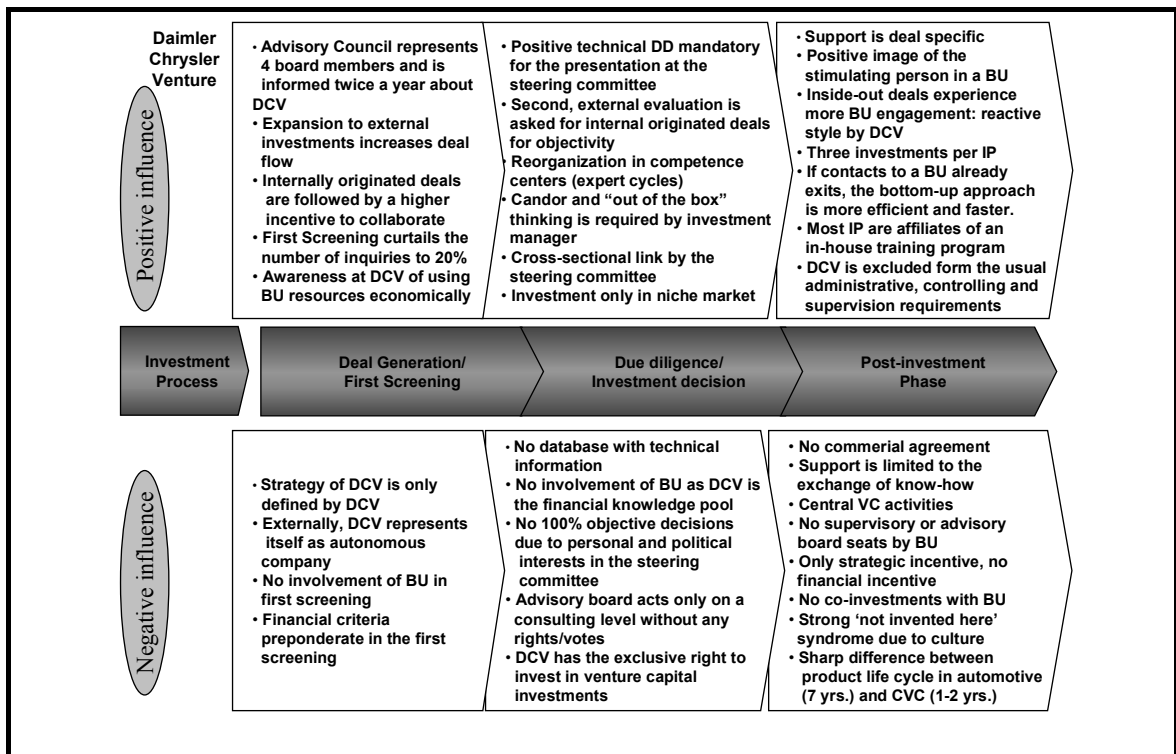 Daimler
Chrysler
Venture
Positive influence
• Advisory Council represents
4 board members and is
informed twice a year about
DCV
• Expansion to external
investments increases deal
flow
• Internally originated deals
are followed by a higher
incentive to collaborate
• First Screening curtails the
number of inquiries to 20%
• Awareness at DCV of using
BU resources economically
• Positive technical DD mandatory
for the presentation at the
steering committee
• Second, external evaluation is
asked for internal originated deals
for objectivity
• Reorganization in competence
centers (expert cycles)
• Candor and “out of the box”
thinking is required by investment
manager
• Cross-sectional link by the
steering committee
• Investment only in niche market
• Support is deal specific
• Positive image of the
stimulating person in a BU
• Inside-out deals experience
more BU engagement: reactive
style by DCV
• Three investments per IP
• If contacts to a BU already
exits, the bottom-up approach
is more efficient and faster.
• Most IP are affiliates of an
in-house training program
• DCV is excluded form the usual
administrative, controlling and
supervision requirements
Investment
Process
Deal Generation/
First Screening
Due diligence/
Investment decision
Post-investment
Phase
Negative influence
• Strategy of DCV is only
defined by DCV
• Externally, DCV represents
itself as autonomous
company
• No involvement of BU in
first screening
• Financial criteria
preponderate in the first
screening
• No database with technical
information
• No involvement of BU as DCV is
the financial knowledge pool
• No 100% objective decisions
due to personal and political
interests in the steering
committee
• Advisory board acts only on a
consulting level without any
rights/votes
• DCV has the exclusive right to
invest in venture capital
investments
• No commerial agreement
• Support is limited to the
exchange of know-how
• Central VC activities
• No supervisory or advisory
board seats by BU
• Only strategic incentive, no
financial incentive
• No co-investments with BU
• Strong ‘not invented here’
syndrome due to culture
• Sharp difference between
product life cycle in automotive
(7 yrs.) and CVC (1-2 yrs.)